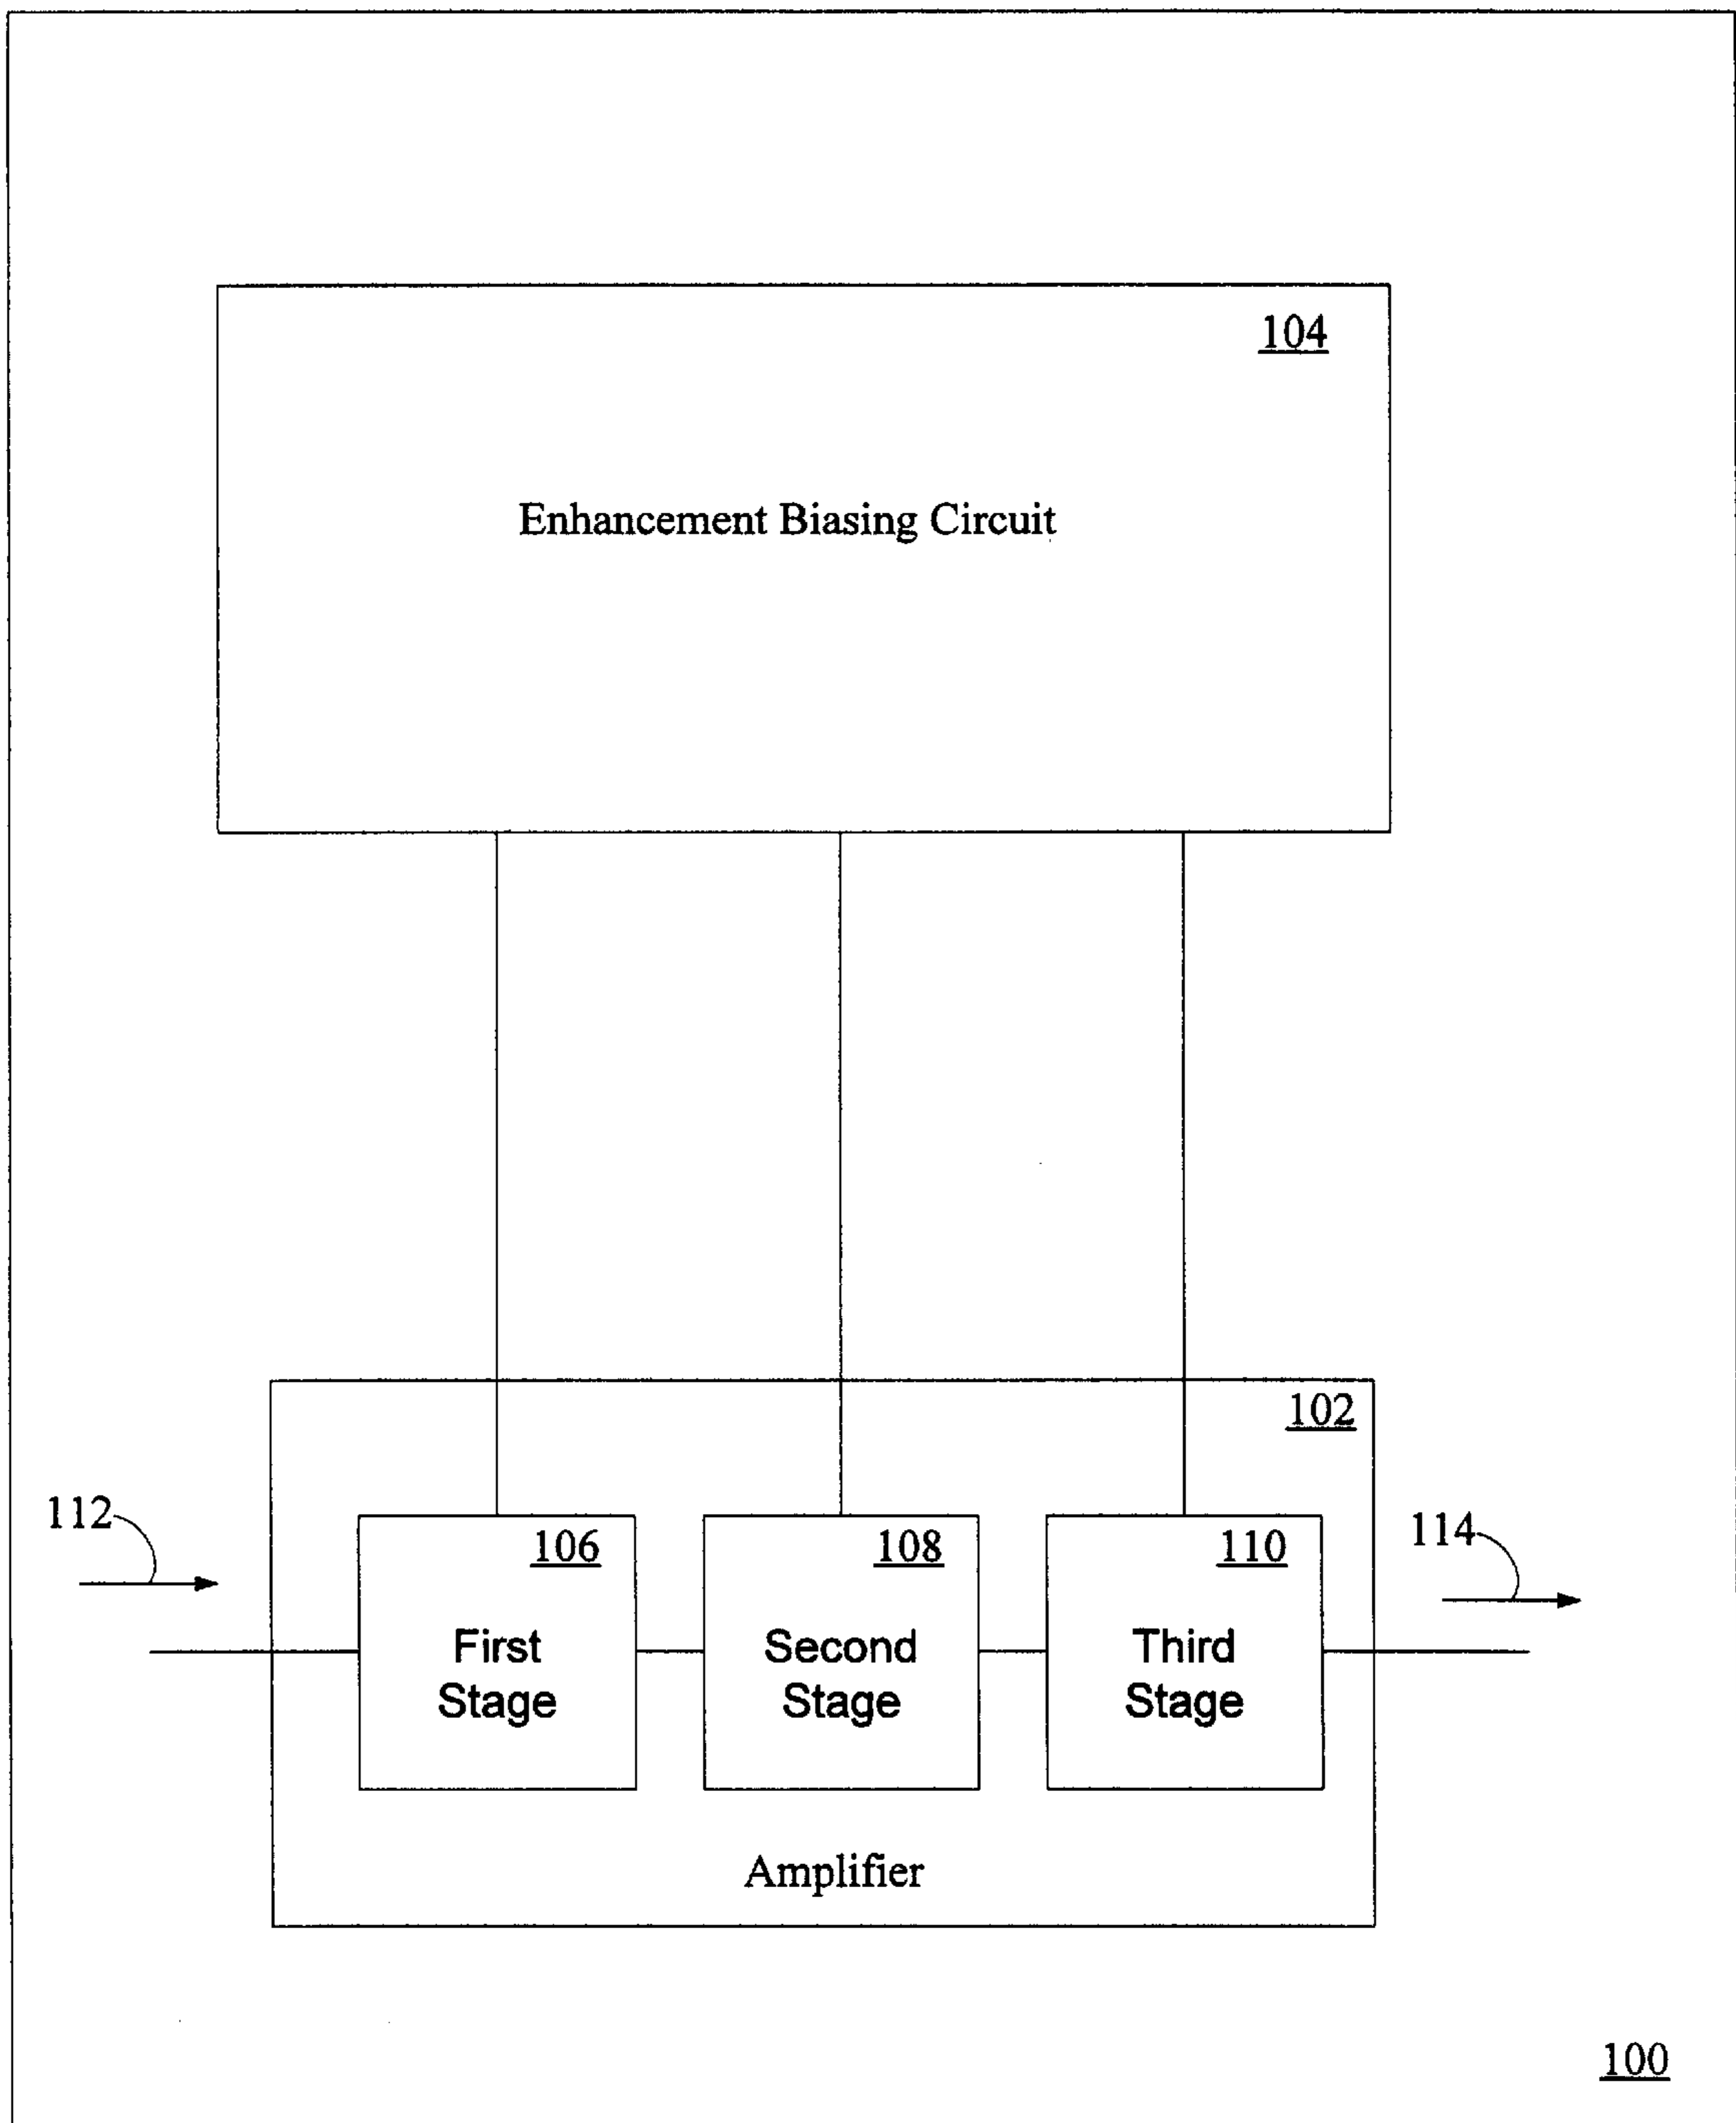 104
Enhancement Biasing Circuit
102
112
106
108
110
114
First
Stage
Second
Stage
Third
Stage
Amplifier
100